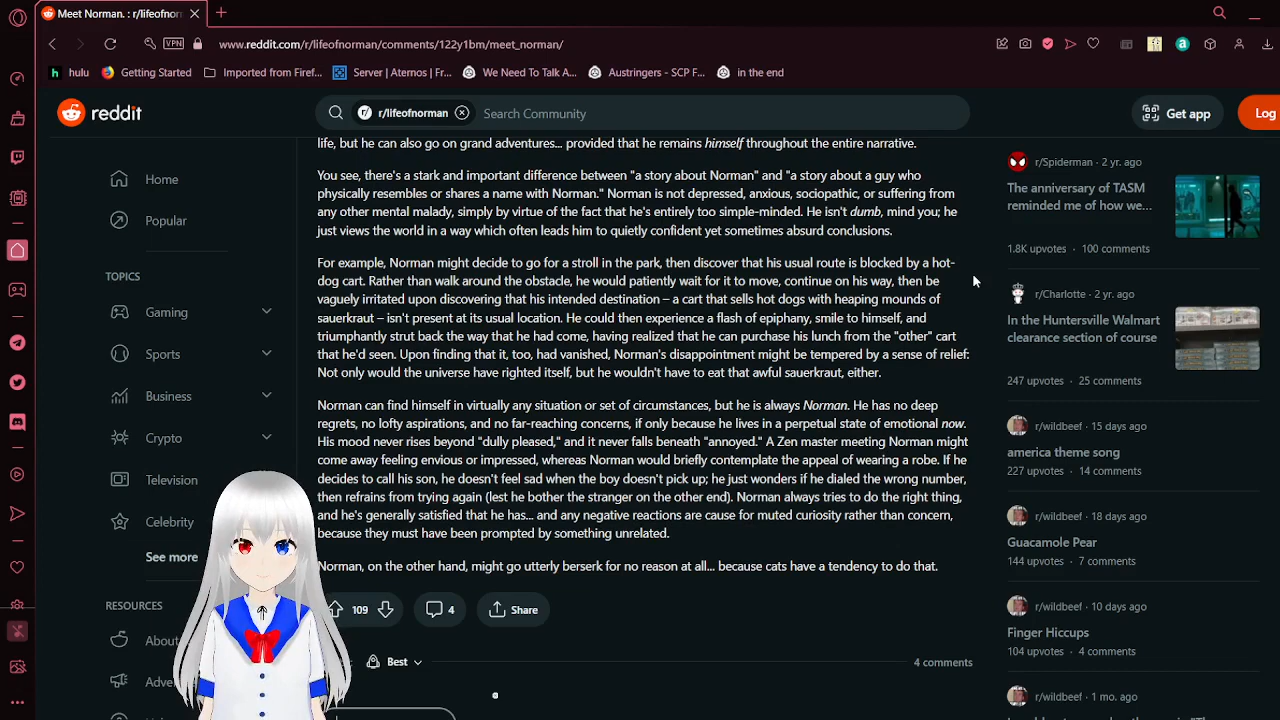 Meet Norman. : r/lifeofnor
VPN
www.reddit.com/r/lifeofnorman/comments/122y1bm/meet_norman/
hulu
Getting Started
Imported from Firef...
Server | Aternos | Fr...
We Need To Talk A...
Austringers - SCP F...
in the end
reddit
r/lifeofnorman
Search Community
Get app
Log
Home
Popular
TOPICS
Gaming
Sports
Business
Crypto
Television
Celebrity
See more
RESOURCES
About
Adve
life, but he can also go on grand adventures... provided that he remains himself throughout the entire narrative.
You see, there's a stark and important difference between "a story about Norman" and "a story about a guy who
physically resembles or shares a name with Norman." Norman is not depressed, anxious, sociopathic, or suffering from
any other mental malady, simply by virtue of the fact that he's entirely too simple-minded. He isn't dumb, mind you; he
just views the world in a way which often leads him to quietly confident yet sometimes absurd conclusions.
For example, Norman might decide to go for a stroll in the park, then discover that his usual route is blocked by a hot-
dog cart. Rather than walk around the obstacle, he would patiently wait for it to move, continue on his way, then be
vaguely irritated upon discovering that his intended destination – a cart that sells hot dogs with heaping mounds of
sauerkraut – isn't present at its usual location. He could then experience a flash of epiphany, smile to himself, and
triumphantly strut back the way that he had come, having realized that he can purchase his lunch from the "other" cart
that he'd seen. Upon finding that it, too, had vanished, Norman's disappointment might be tempered by a sense of relief:
Not only would the universe have righted itself, but he wouldn't have to eat that awful sauerkraut, either.
Norman can find himself in virtually any situation or set of circumstances, but he is always Norman. He has no deep
regrets, no lofty aspirations, and no far-reaching concerns, if only because he lives in a perpetual state of emotional now.
His mood never rises beyond "dully pleased," and it never falls beneath "annoyed." A Zen master meeting Norman might
come away feeling envious or impressed, whereas Norman would briefly contemplate the appeal of wearing a robe. If he
decides to call his son, he doesn't feel sad when the boy doesn't pick up; he just wonders if he dialed the wrong number,
then refrains from trying again (lest he bother the stranger on the other end). Norman always tries to do the right thing,
and he's generally satisfied that he has... and any negative reactions are cause for muted curiosity rather than concern,
because they must have been prompted by something unrelated.
Norman, on the other hand, might go utterly berserk for no reason at all... because cats have a tendency to do that.
109
4
Share
Best
4 comments
r/Spiderman • 2 yr. ago
The anniversary of TASM
reminded me of how we...
1.8K upvotes • 100 comments
r/Charlotte • 2 yr. ago
In the Huntersville Walmart
clearance section of course
247 upvotes • 25 comments
r/wildbeef • 15 days ago
america theme song
227 upvotes • 14 comments
r/wildbeef • 18 days ago
Guacamole Pear
144 upvotes • 7 comments
r/wildbeef • 10 days ago
Finger Hiccups
104 upvotes • 4 comments
r/wildbeef • 1 mo. ago